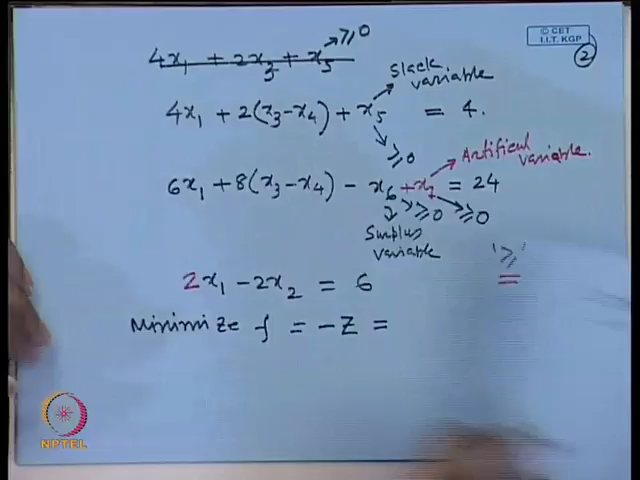 © CET
I.I.T. KGP
2
4x₁ + 2x₃ + x₅ ≥0
Slack variable
4x₁ + 2(x₃-x₄) + x₅ = 4.
≥0
Artificial variable.
6x₁ + 8(x₃-x₄) - x₆ + x₇ = 24
≥0 ≥0
Surplus variable
'≥'
=
2x₁ - 2x₂ = 6
Minimize f = -Z =
NPTEL